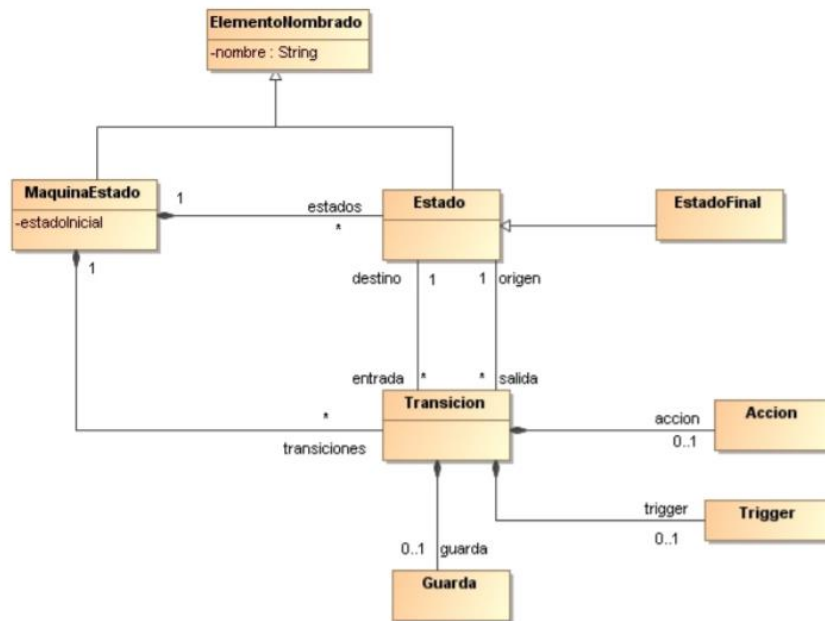 ElementoNombrado
-nombre : String
MaquinaEstado
-estadoInicial
1
estados
*
Estado
EstadoFinal
1
destino
1
1
origen
entrada
*
*
salida
*
transiciones
Transicion
accion
0..1
Accion
trigger
0..1
Trigger
0..1
guarda
Guarda